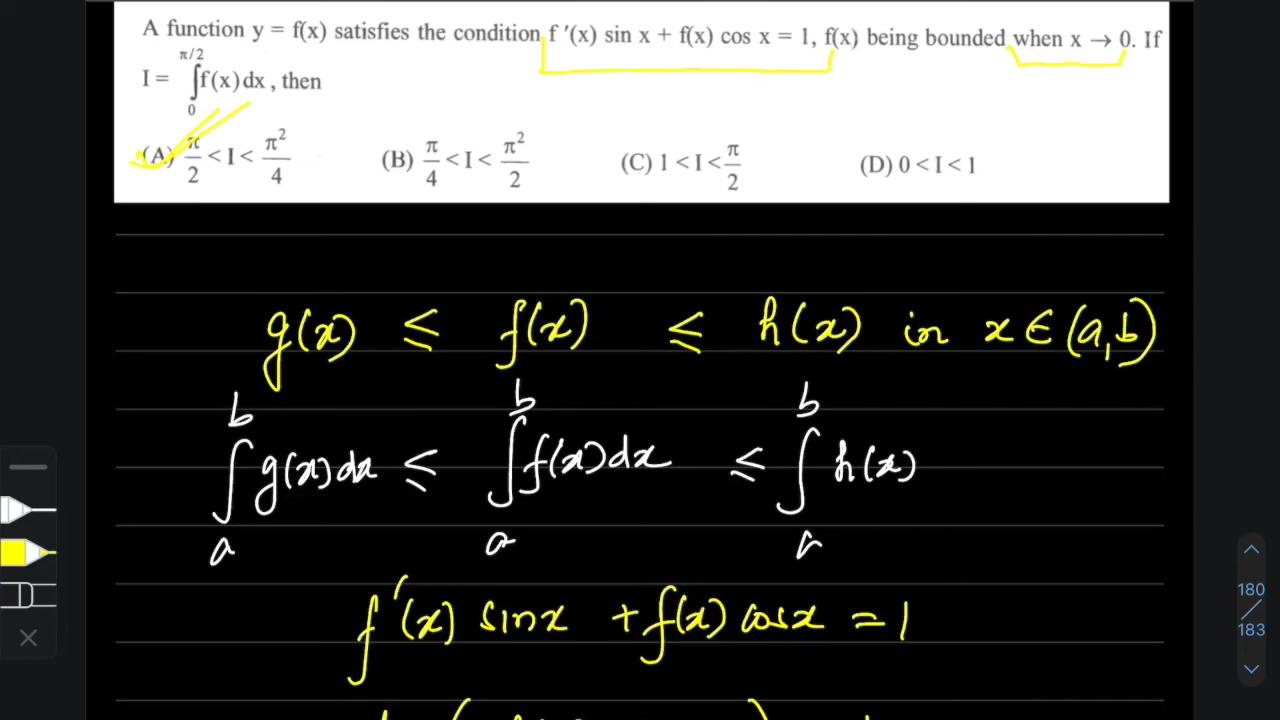 A function y = f(x) satisfies the condition f '(x) sin x + f(x) cos x = 1, f(x) being bounded when x → 0. If
I = ∫₀^{π/2} f(x) dx , then
(A) π/2 < I < π²/4 (B) π/4 < I < π²/2 (C) 1 < I < π/2 (D) 0 < I < 1
g(x) ≤ f(x) ≤ h(x) in x ∈ (a,b)
∫ₐᵇ g(x) dx ≤ ∫ₐᵇ f(x) dx ≤ ∫ₐᵇ h(x)
f'(x) sinx + f(x) cosx = 1
180
183